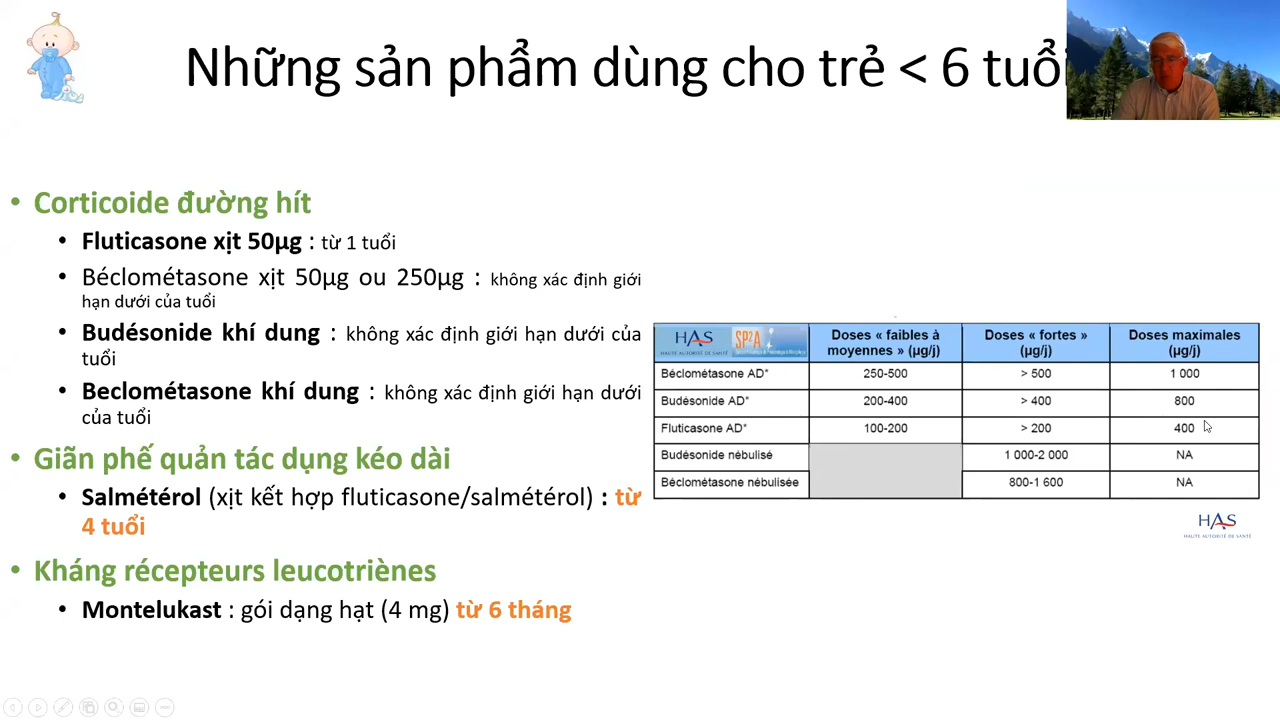 Những sản phẩm dùng cho trẻ < 6 tuổi
• Corticoide đường hít
• Fluticasone xịt 50µg : từ 1 tuổi
• Béclométasone xịt 50µg ou 250µg : không xác định giới
hạn dưới của tuổi
• Budésonide khí dung : không xác định giới hạn dưới của
tuổi
• Beclométasone khí dung : không xác định giới hạn dưới
của tuổi
• Giãn phế quản tác dụng kéo dài
• Salmétérol (xịt kết hợp fluticasone/salmétérol) : từ
4 tuổi
• Kháng récepteurs leucotriènes
• Montelukast : gói dạng hạt (4 mg) từ 6 tháng
HAS
HAUTE AUTORITÉ DE SANTÉ
SP²A
Doses « faibles à
moyennes » (µg/j)
Doses « fortes »
(µg/j)
Doses maximales
(µg/j)
Béclométasone AD* 250-500 > 500 1 000
Budésonide AD* 200-400 > 400 800
Fluticasone AD* 100-200 > 200 400
Budésonide nébulisé 1 000-2 000 NA
Béclométasone nébulisée 800-1 600 NA
HAS
HAUTE AUTORITÉ DE SANTÉ